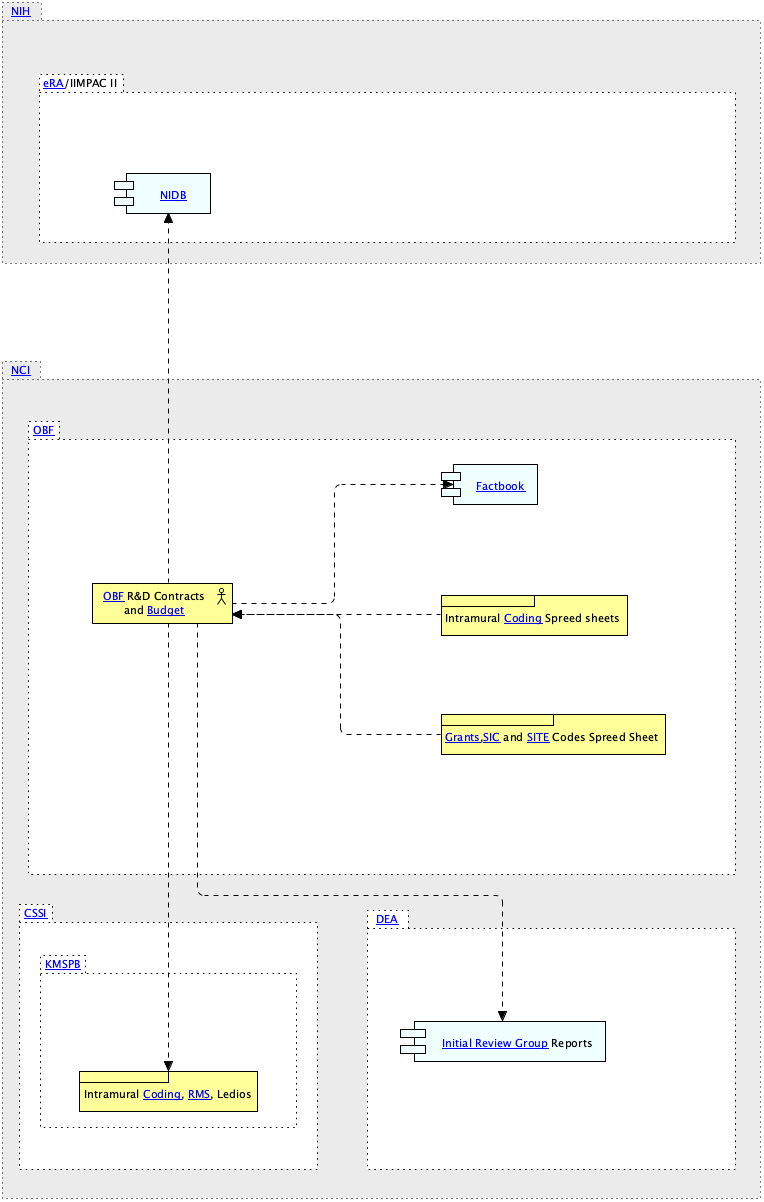 NIH
eRA/IIMPAC II
NIDB
NCI
OBF
Factbook
OBF R&D Contracts
and Budget
Intramural Coding Spreed sheets
Grants,SIC and SITE Codes Spreed Sheet
CSSI
DEA
KMSPB
Initial Review Group Reports
Intramural Coding, RMS, Ledios